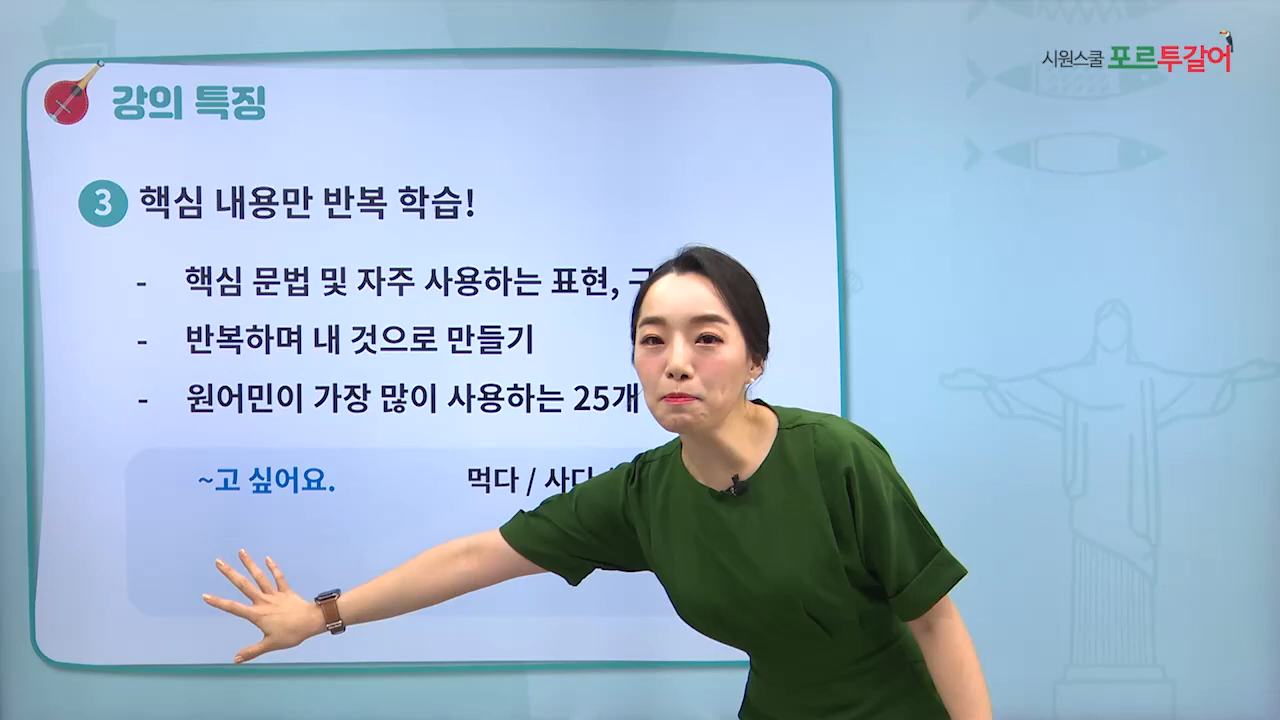 시원스쿨 포르투갈어
강의 특징
3 핵심 내용만 반복 학습!
- 핵심 문법 및 자주 사용하는 표현,
- 반복하며 내 것으로 만들기
- 원어민이 가장 많이 사용하는 25개
~고 싶어요. 먹다 / 사다